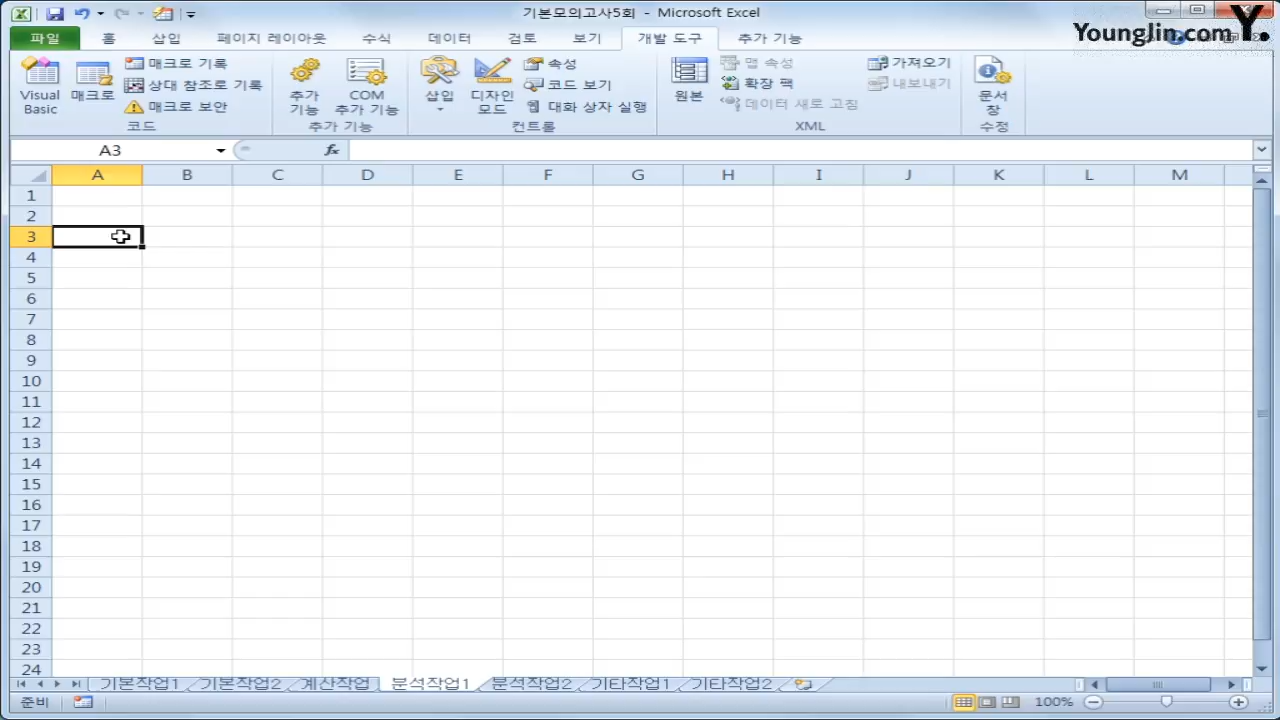 기본모의고사5회 - Microsoft Excel
YoungJin.com Y.
파일 홈 삽입 페이지 레이아웃 수식 데이터 검토 보기 개발 도구 추가 기능
Visual Basic
매크로
매크로 기록
상대 참조로 기록
매크로 보안
코드
추가 기능
COM 추가 기능
추가 기능
삽입
디자인 모드
속성
코드 보기
대화 상자 실행
컨트롤
원본
맵 속성
확장 팩
데이터 새로 고침
가져오기
내보내기
XML
문서 창
수정
A3 fx
A B C D E F G H I J K L M
1
2
3
4
5
6
7
8
9
10
11
12
13
14
15
16
17
18
19
20
21
22
23
24
기본작업1 기본작업2 계산작업 분석작업1 분석작업2 기타작업1 기타작업2
준비 100%